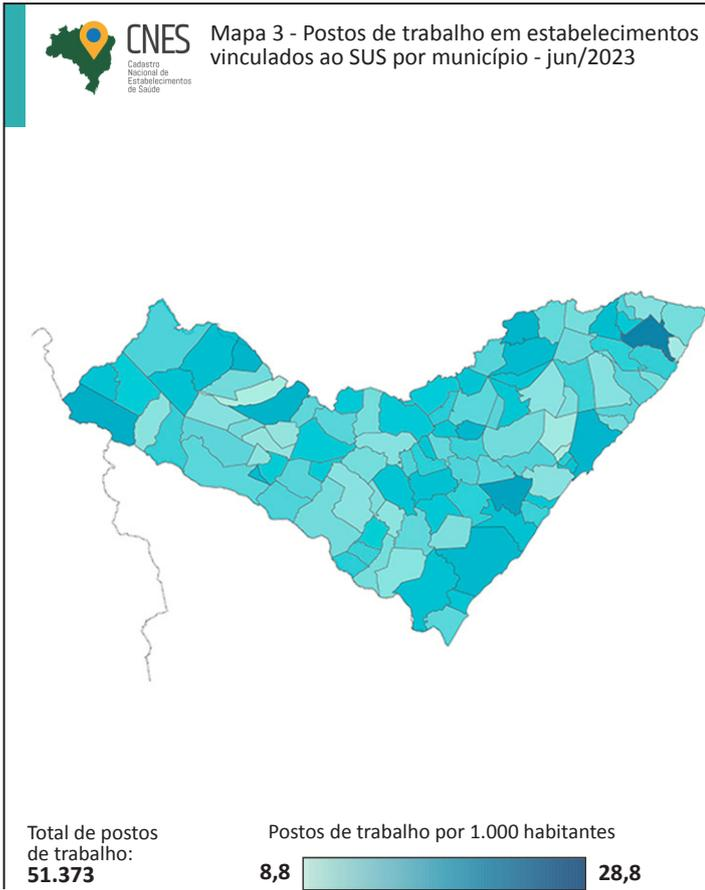 CNES
Cadastro
Nacional de
Estabelecimentos
de Saúde
Mapa 3 - Postos de trabalho em estabelecimentos
vinculados ao SUS por município - jun/2023
Total de postos
de trabalho:
51.373
Postos de trabalho por 1.000 habitantes
8,8
28,8